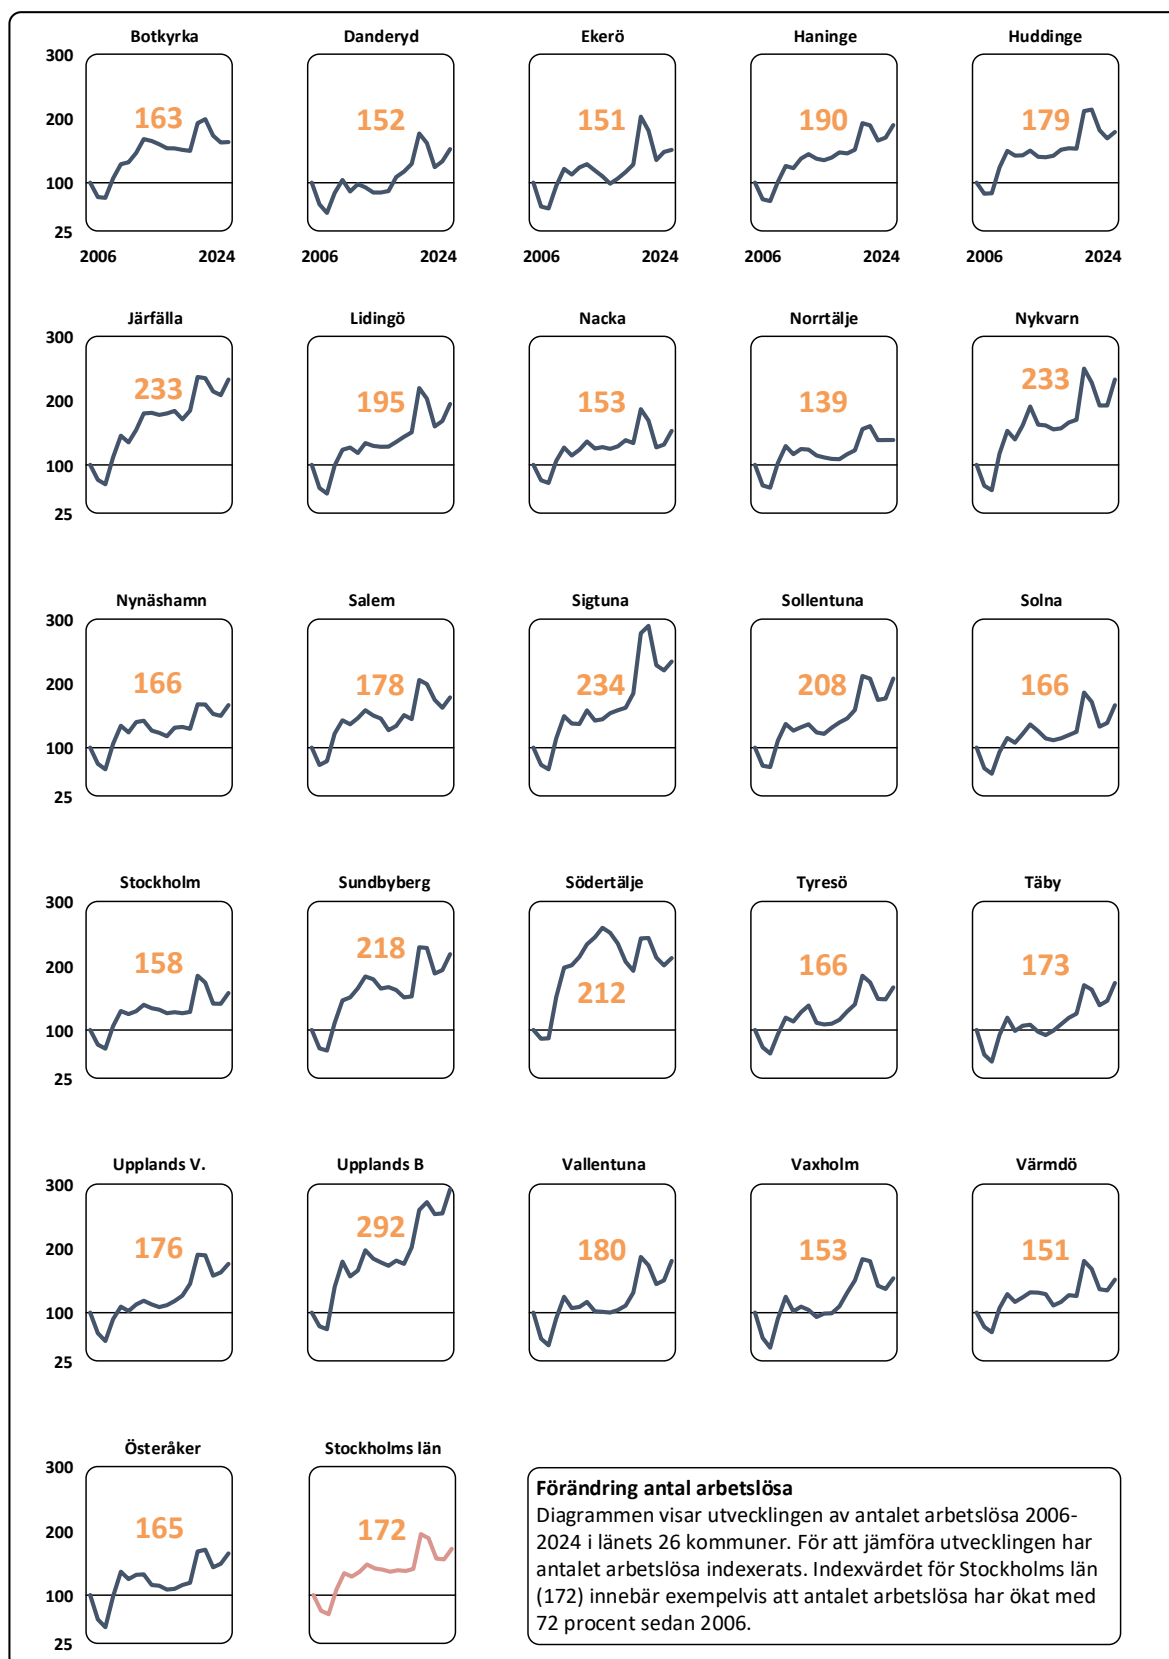 Botkyrka Danderyd Ekerö Haninge Huddinge
300
200
100
25
163 152 151 190 179
2006 2024 2006 2024 2006 2024 2006 2024 2006 2024
Järfälla Lidingö Nacka Norrtälje Nykvarn
300
200
100
25
233 195 153 139 233
Nynäshamn Salem Sigtuna Sollentuna Solna
300
200
100
25
166 178 234 208 166
Stockholm Sundbyberg Södertälje Tyresö Täby
300
200
100
25
158 218 212 166 173
Upplands V. Upplands B Vallentuna Vaxholm Värmdö
300
200
100
25
176 292 180 153 151
Österåker Stockholms län
300
200
100
25
165 172
Förändring antal arbetslösa
Diagrammen visar utvecklingen av antalet arbetslösa 2006-
2024 i länets 26 kommuner. För att jämföra utvecklingen har
antalet arbetslösa indexerats. Indexvärdet för Stockholms län
(172) innebär exempelvis att antalet arbetslösa har ökat med
72 procent sedan 2006.